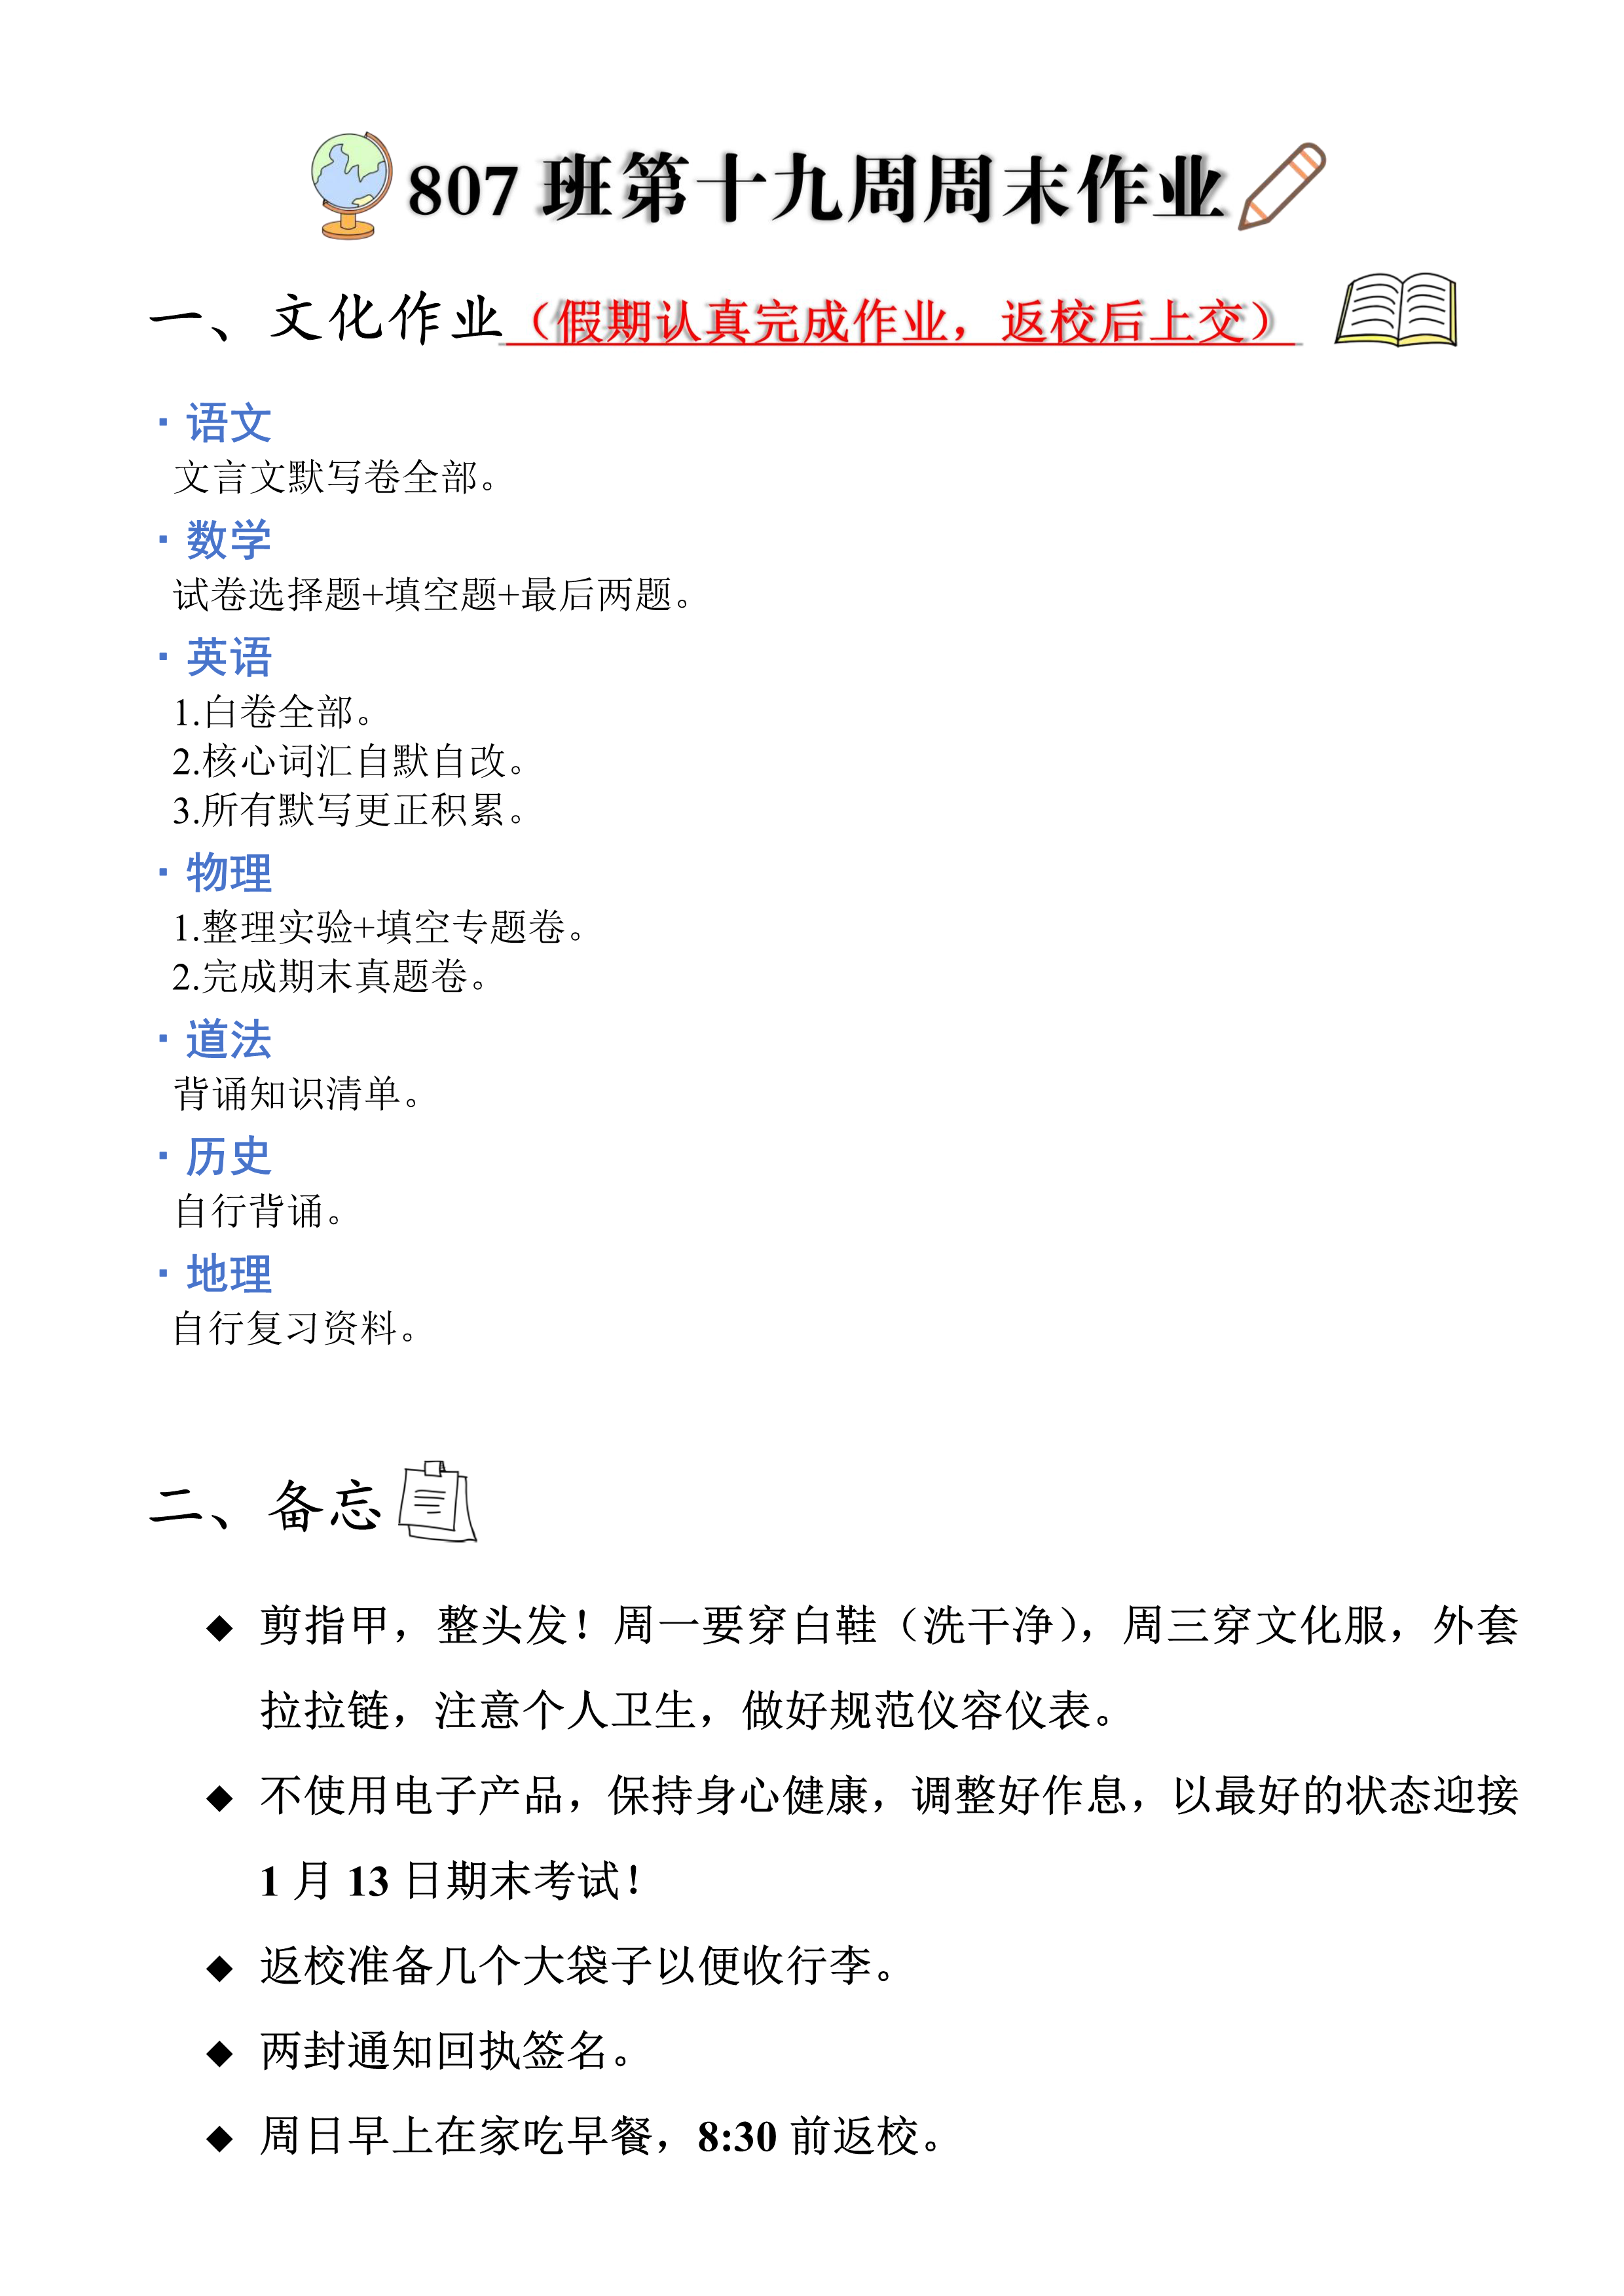 807 班第十九周周末作业
一、文化作业（假期认真完成作业，返校后上交）
· 语文
文言文默写卷全部。
· 数学
试卷选择题+填空题+最后两题。
· 英语
1.白卷全部。
2.核心词汇自默自改。
3.所有默写更正积累。
· 物理
1.整理实验+填空专题卷。
2.完成期末真题卷。
· 道法
背诵知识清单。
· 历史
自行背诵。
· 地理
自行复习资料。
二、备忘
◆ 剪指甲，整头发！周一要穿白鞋（洗干净），周三穿文化服，外套
拉拉链，注意个人卫生，做好规范仪容仪表。
◆ 不使用电子产品，保持身心健康，调整好作息，以最好的状态迎接
1 月 13 日期末考试！
◆ 返校准备几个大袋子以便收行李。
◆ 两封通知回执签名。
◆ 周日早上在家吃早餐，8:30 前返校。